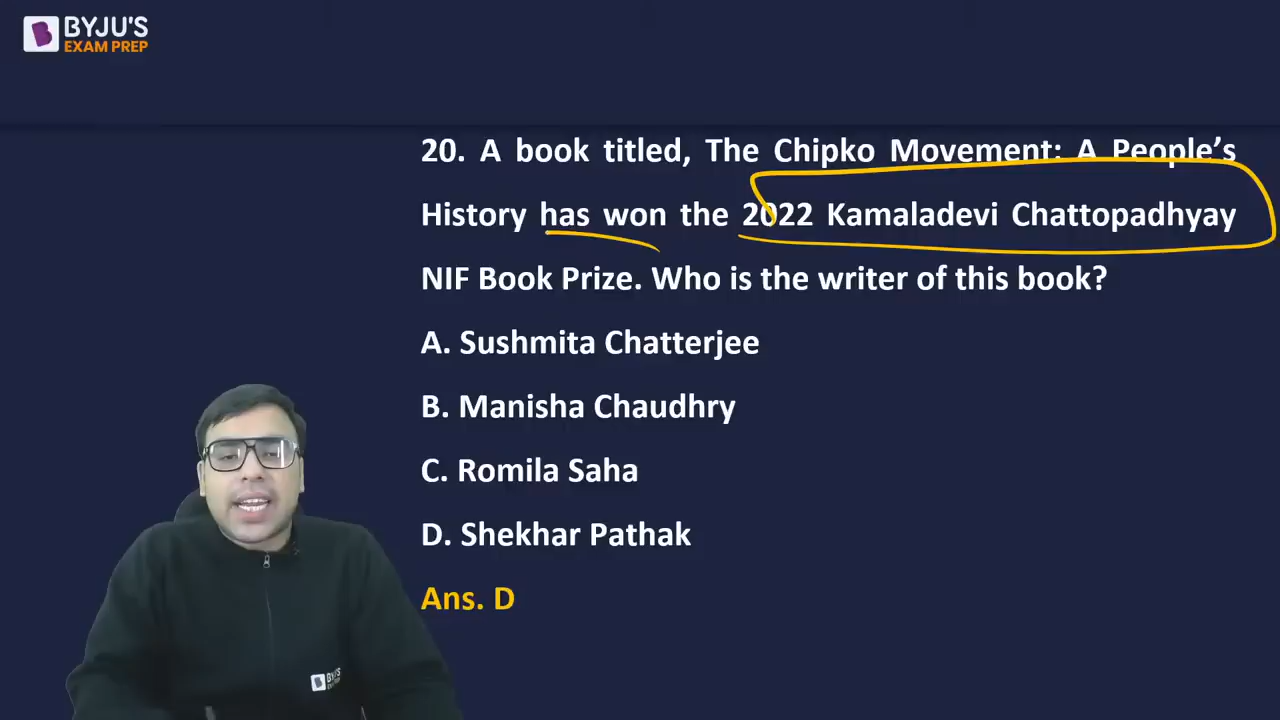 BYJU'S
EXAM PREP
20. A book titled, The Chipko Movement: A People's
History has won the 2022 Kamaladevi Chattopadhyay
NIF Book Prize. Who is the writer of this book?
A. Sushmita Chatterjee
B. Manisha Chaudhry
C. Romila Saha
D. Shekhar Pathak
Ans. D
BYJU'S